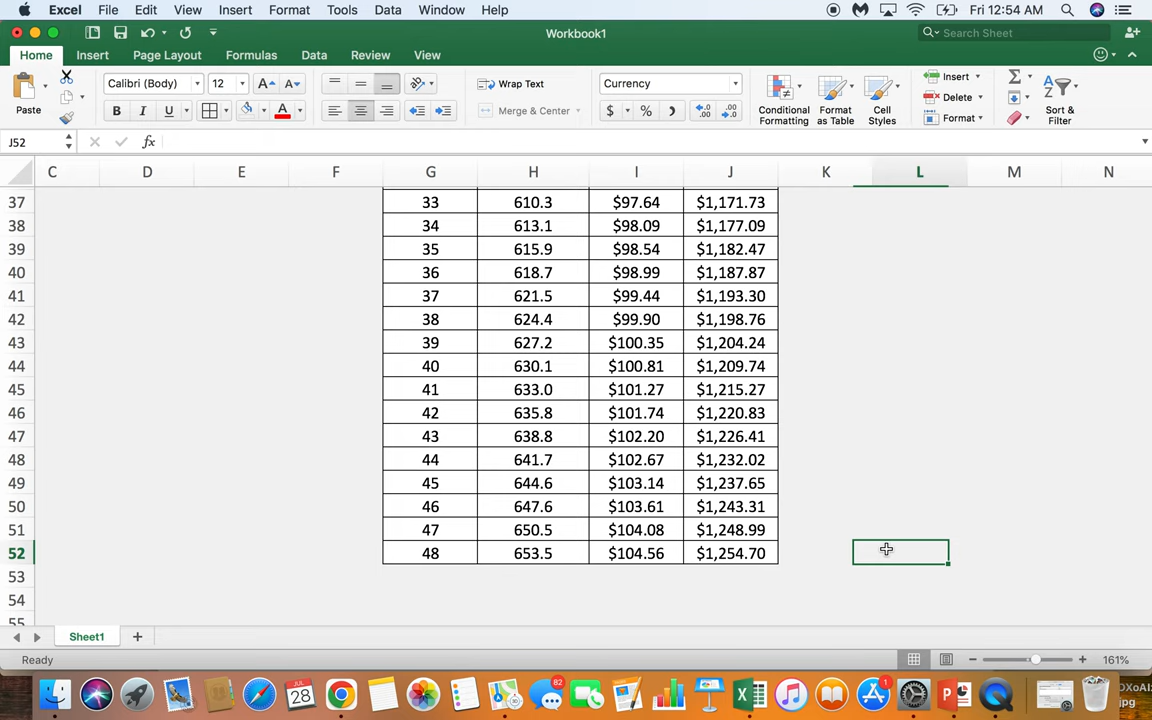 Excel File Edit View Insert Format Tools Data Window Help Fri 12:54 AM
Workbook1 Search Sheet
Home Insert Page Layout Formulas Data Review View
Paste Calibri (Body) 12 A A Wrap Text Currency Conditional Formatting Format as Table Cell Styles Insert Sort & Filter
Delete
B I U A Merge & Center $ % Format
J52 fx
C D E F G H I J K L M N
37 33 610.3 $97.64 $1,171.73
38 34 613.1 $98.09 $1,177.09
39 35 615.9 $98.54 $1,182.47
40 36 618.7 $98.99 $1,187.87
41 37 621.5 $99.44 $1,193.30
42 38 624.4 $99.90 $1,198.76
43 39 627.2 $100.35 $1,204.24
44 40 630.1 $100.81 $1,209.74
45 41 633.0 $101.27 $1,215.27
46 42 635.8 $101.74 $1,220.83
47 43 638.8 $102.20 $1,226.41
48 44 641.7 $102.67 $1,232.02
49 45 644.6 $103.14 $1,237.65
50 46 647.6 $103.61 $1,243.31
51 47 650.5 $104.08 $1,248.99
52 48 653.5 $104.56 $1,254.70
53
54
55
Sheet1 +
Ready 161%
JUL 28 82 1
jpg